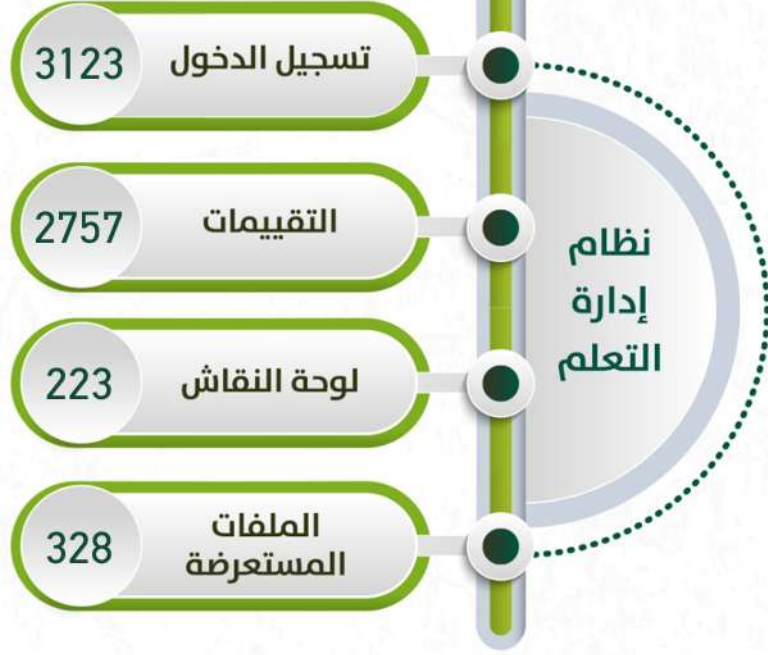 نظام
إدارة
التعلم
تسجيل الدخول
3123
التقييمات
2757
لوحة النقاش
223
الملفات
المستعرضة
328